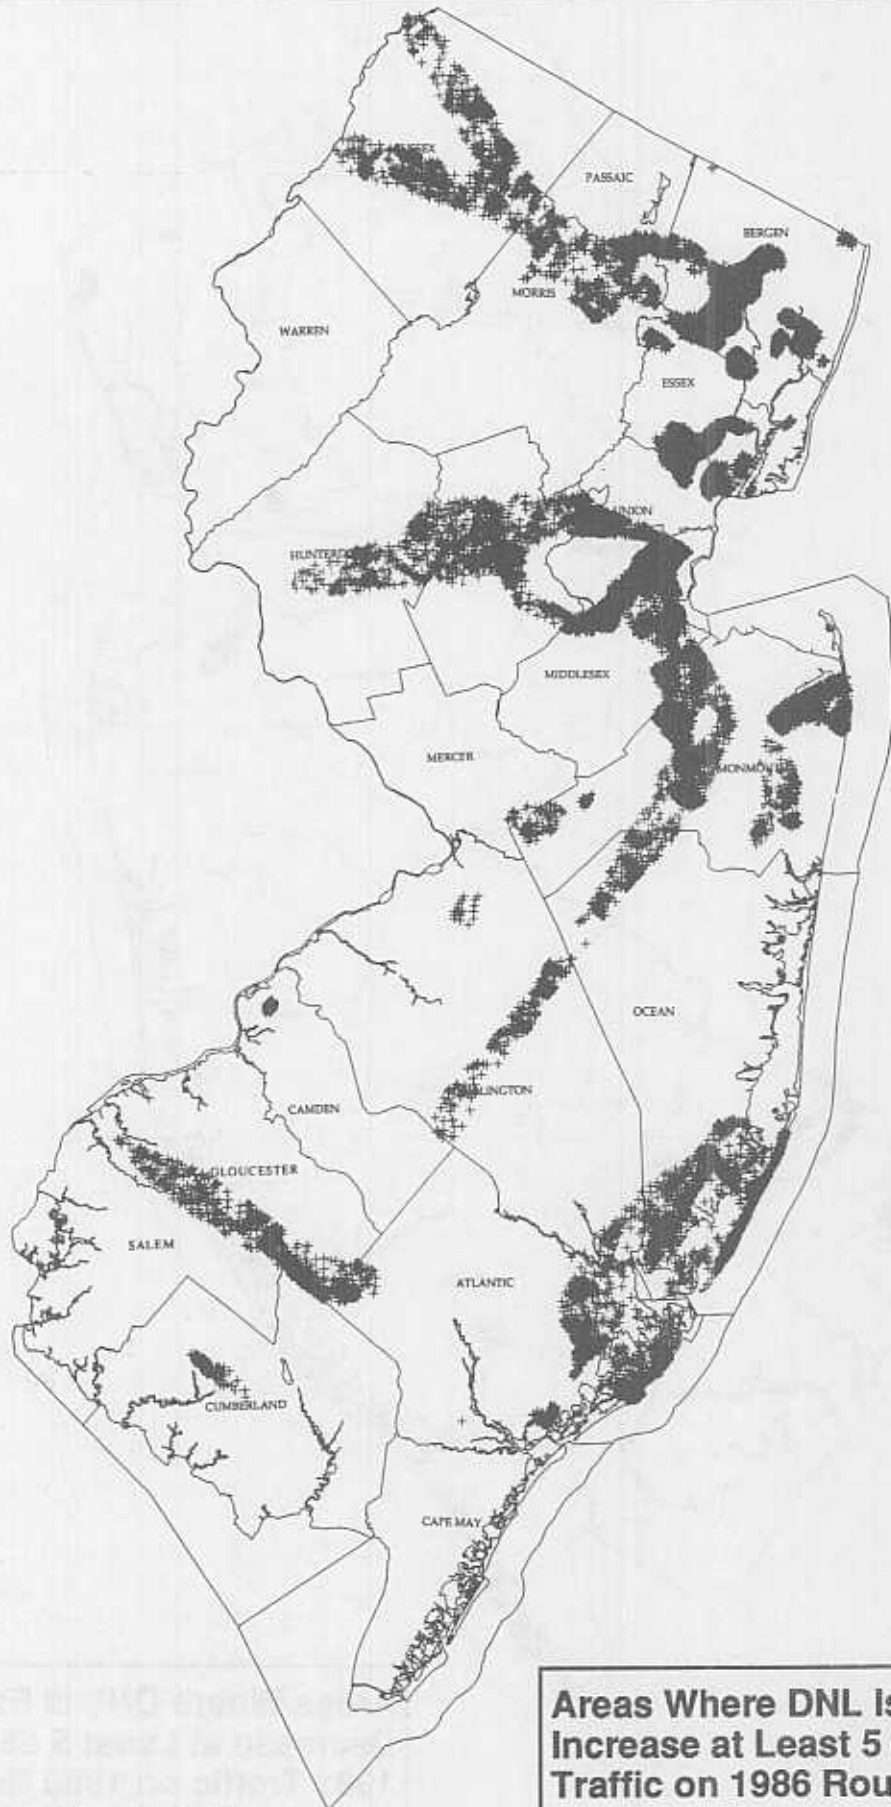 PASSAIC
BERGEN
MORRIS
WARREN
ESSEX
UNION
MIDDLESEX
MERCER
OCEAN
CAMDEN
GLOUCESTER
SALEM
ATLANTIC
CUMBERLAND
CAPE MAY
Areas Where DNL is
Increase at Least 5
Traffic on 1986 Rou